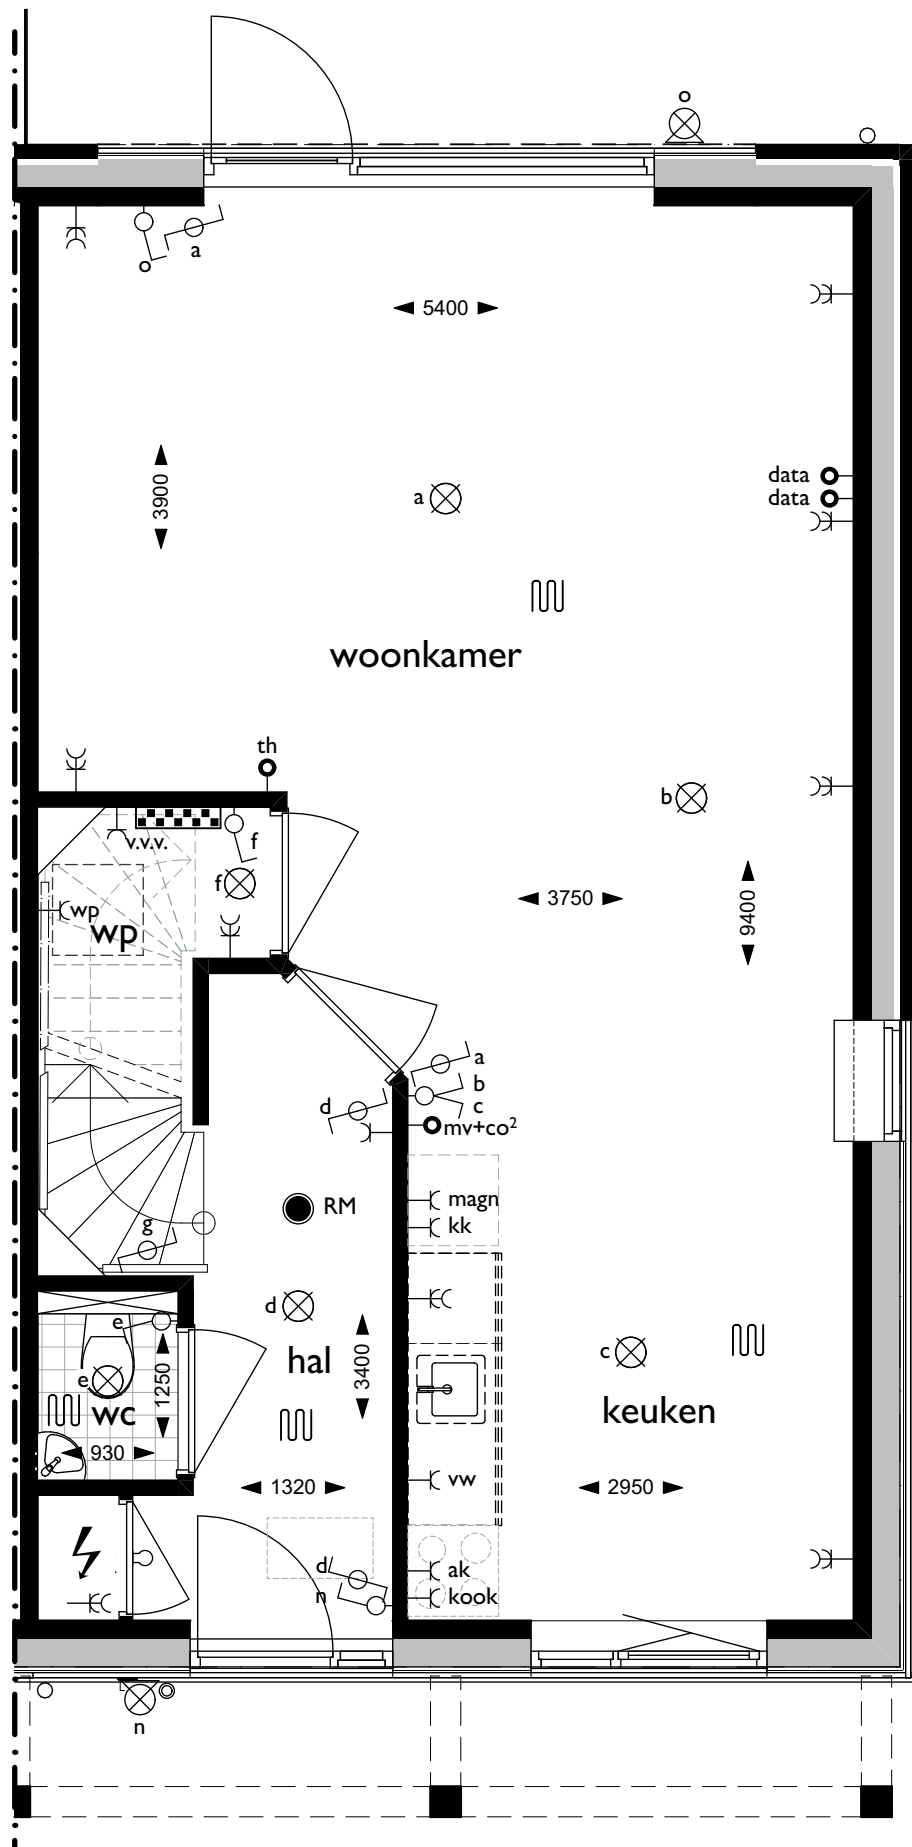 o
o
a
5400
3900
data
data
a
woonkamer
th
b
v.v.v.
f
f
wp
wp
3750
9400
a
b
c
d
mv+co²
magn
RM
kk
g
d
e
hal
3400
c
e
1250
wc
keuken
930
vw
1320
2950
d
ak
n
kook
n